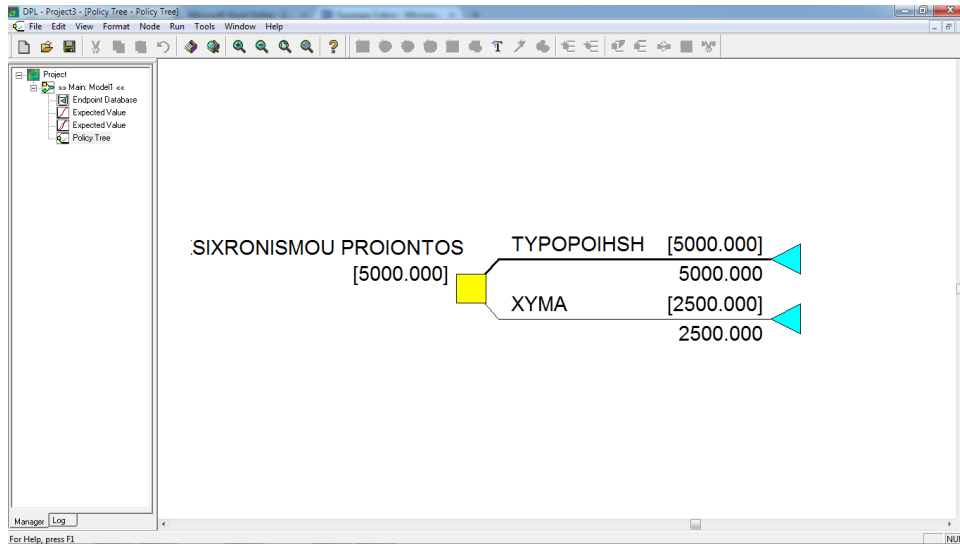 DPL - Project3 - [Policy Tree - Policy Tree]
File Edit View Format Node Run Tools Window Help
Project
>> Main: Model1 <<
Endpoint Database
Expected Value
Expected Value
Policy Tree
SIXRONISMOU PROIONTOS
[5000.000]
TYPOPOIHSH [5000.000]
5000.000
XYMA [2500.000]
2500.000
Manager Log
For Help, press F1
NU